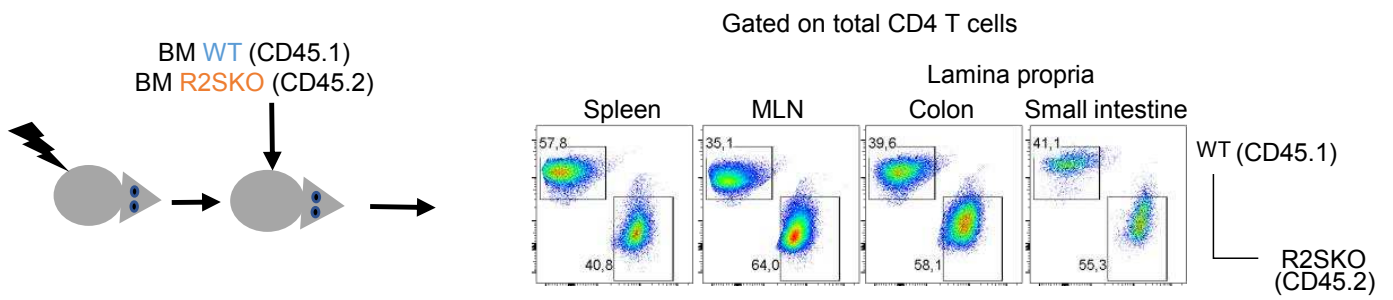 Gated on total CD4 T cells
BM WT (CD45.1)
BM R2SKO (CD45.2)
Lamina propria
Spleen
MLN
Colon
Small intestine
57,8
35,1
39,6
41,1
WT (CD45.1)
40,8
64,0
58,1
55,3
R2SKO
(CD45.2)